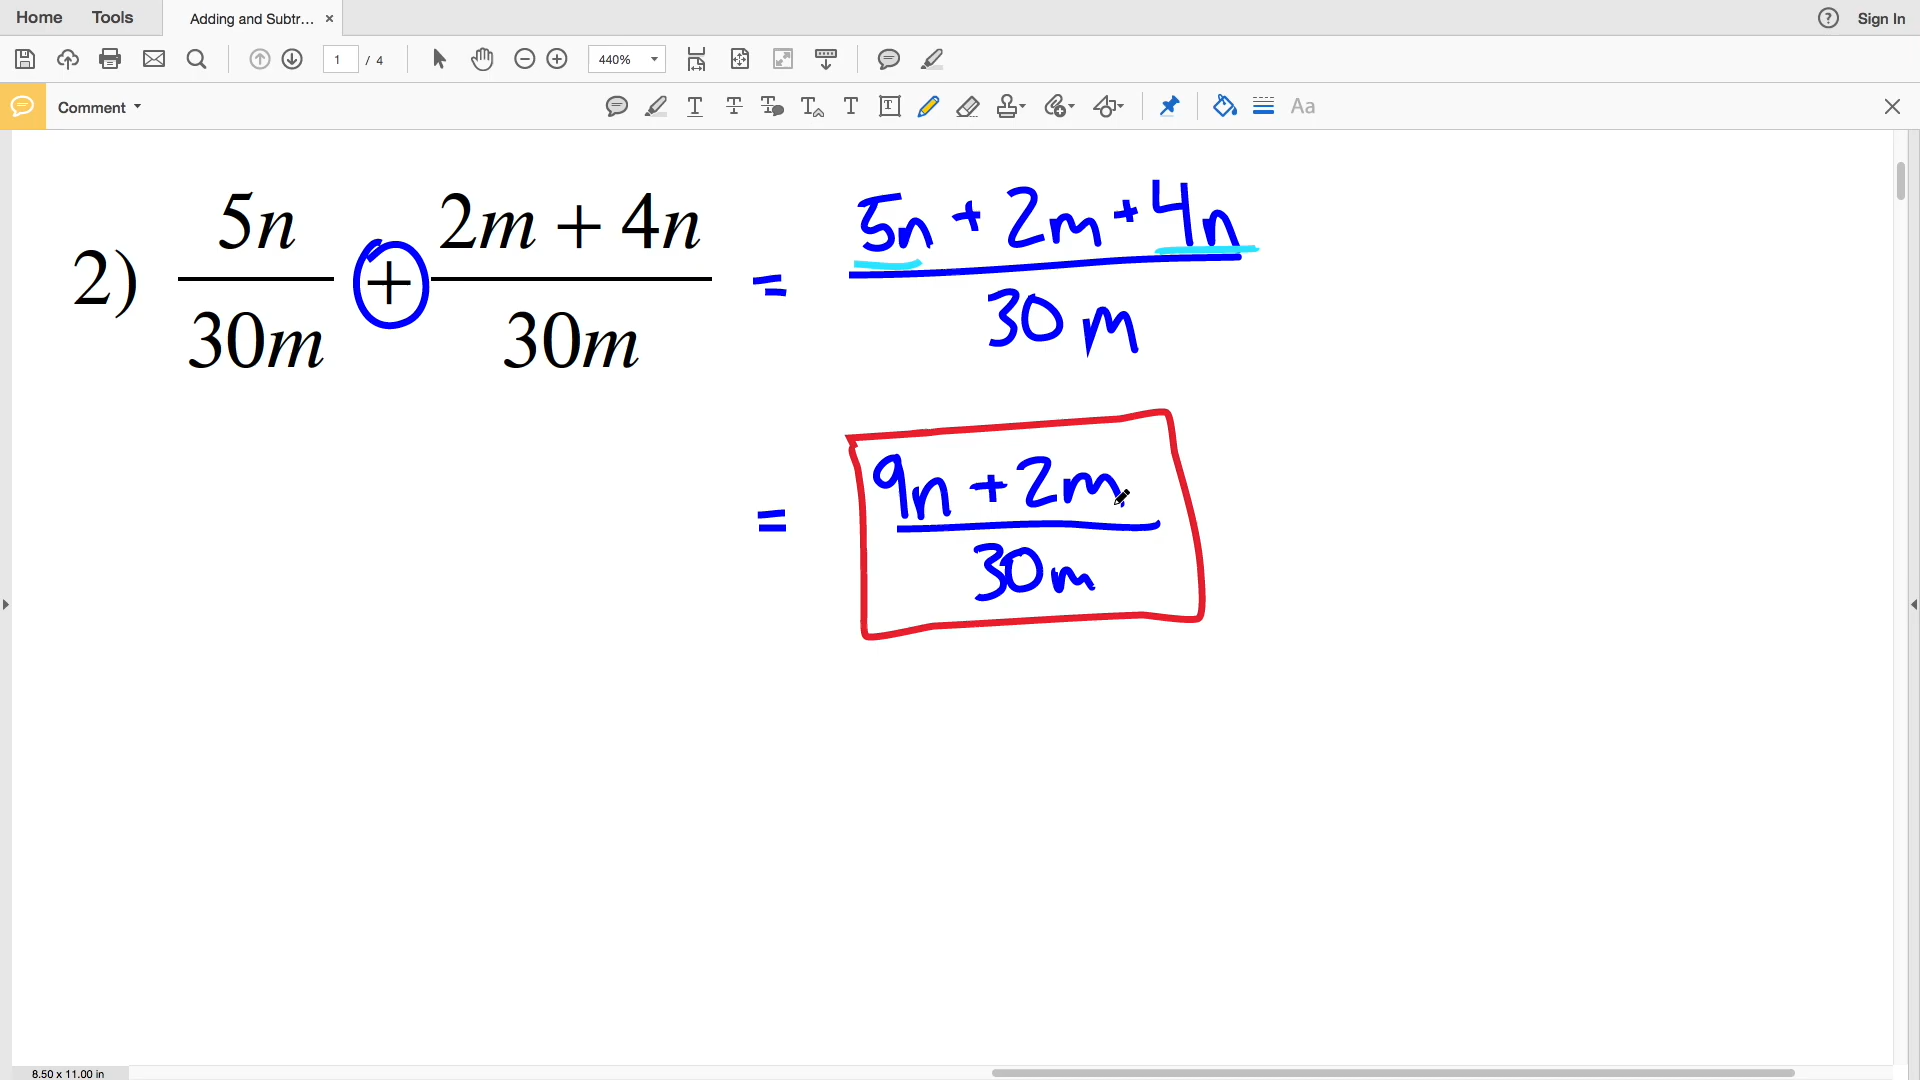 Home Tools Adding and Subtr... × ? Sign In
1 / 4 440%
Comment T T T T T T Aa
2) 5n/30m + (2m + 4n)/30m = (5n + 2m + 4n)/30m
= (9n + 2m)/30m
8.50 x 11.00 in